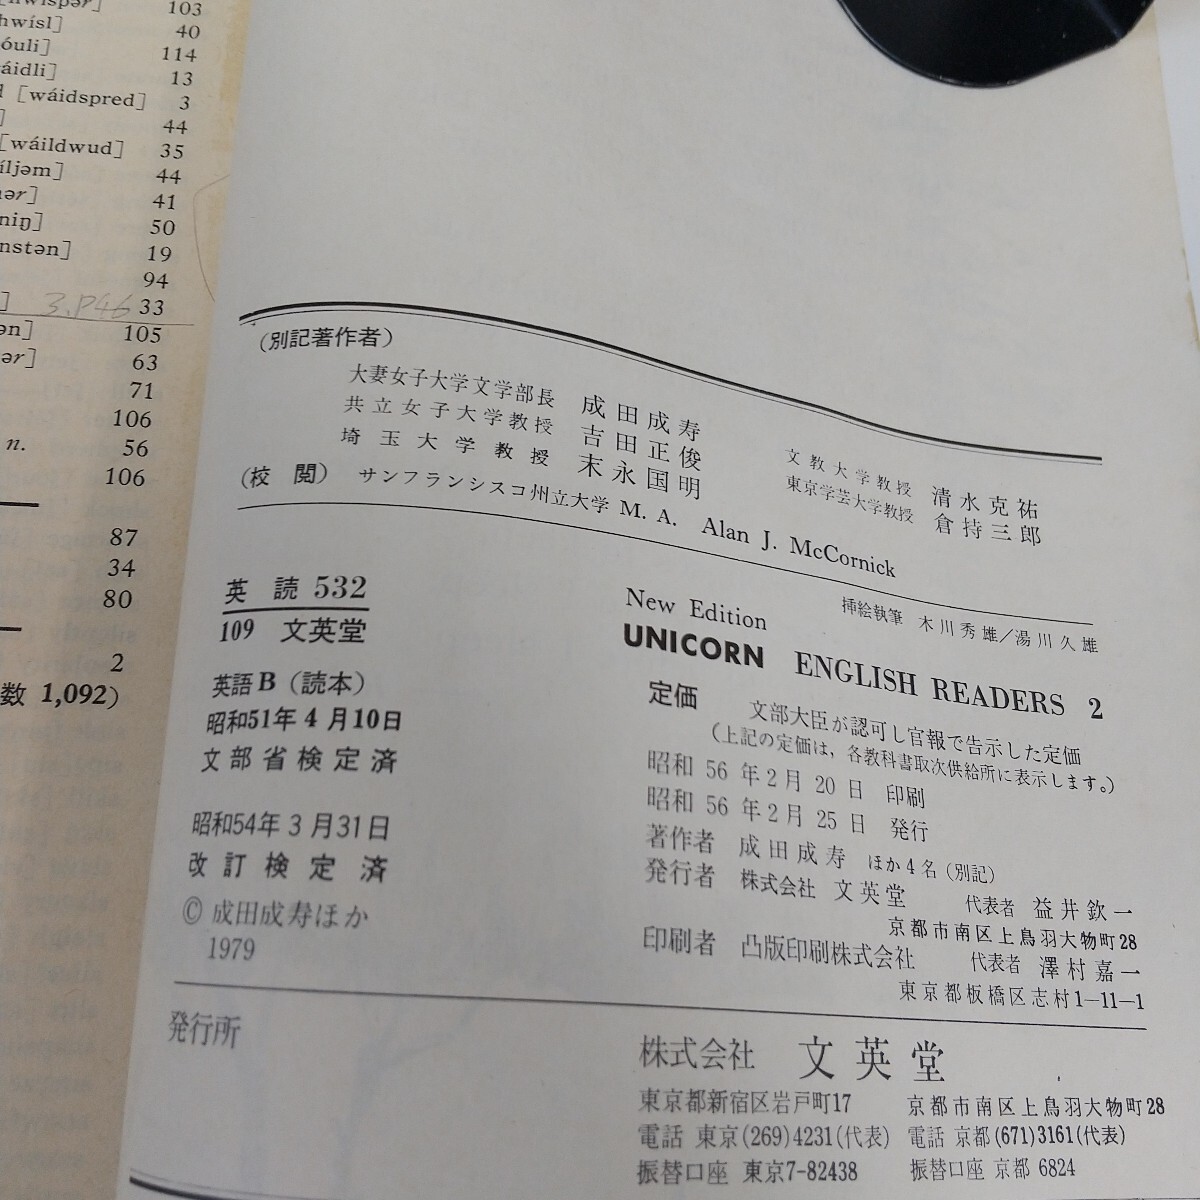 [hwíspər] 103
hwísl] 40
óuli] 114
áidli] 13
d [wáidspred] 3
] 44
[wáildwud] 35
íljəm] 44
ər] 41
niŋ] 50
nstən] 19
94
] 3.P46 33
ən] 105
ər] 63
71
106
n. 56
106
87
34
80
2
数 1,092)
(別記著作者)
大妻女子大学文学部長 成田成寿
共立女子大学教授 吉田正俊
埼玉大学教授 末永国明
文教大学教授 清水克祐
東京学芸大学教授 倉持三郎
(校閲) サンフランシスコ州立大学 M. A. Alan J. McCornick
挿絵執筆 木川秀雄/湯川久雄
英読 532
109 文英堂
英語B(読本)
昭和51年4月10日
文部省検定済
昭和54年3月31日
改訂検定済
© 成田成寿ほか
1979
New Edition
UNICORN ENGLISH READERS 2
定価 文部大臣が認可し官報で告示した定価
(上記の定価は、各教科書取次供給所に表示します。)
昭和56年2月20日 印刷
昭和56年2月25日 発行
著作者 成田成寿 ほか4名(別記)
発行者 株式会社 文英堂
代表者 益井欽一
京都市南区上鳥羽大物町28
印刷者 凸版印刷株式会社
代表者 澤村嘉一
東京都板橋区志村1-11-1
発行所
株式会社 文英堂
東京都新宿区岩戸町17
電話 東京(269)4231(代表)
振替口座 東京7-82438
京都市南区上鳥羽大物町28
電話 京都(671)3161(代表)
振替口座 京都 6824